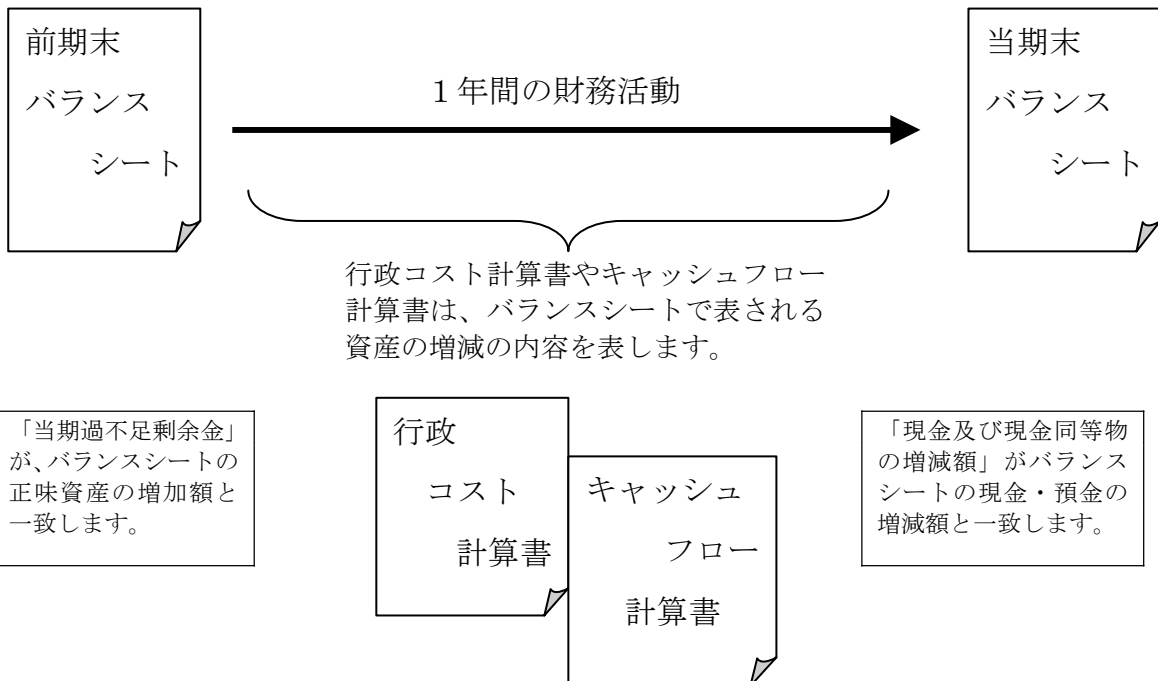 前期末
バランス
シート
１年間の財務活動
当期末
バランス
シート
行政コスト計算書やキャッシュフロー
計算書は、バランスシートで表される
資産の増減の内容を表します。
「当期過不足剰余金」
が、バランスシートの
正味資産の増加額と
一致します。
行政
コスト
計算書
キャッシュ
フロー
計算書
「現金及び現金同等物
の増減額」がバランス
シートの現金・預金の
増減額と一致します。